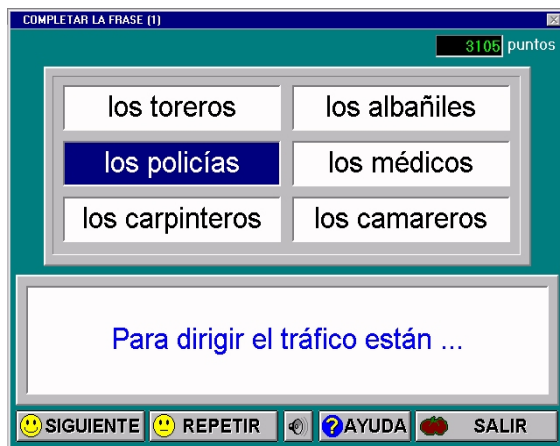 COMPLETAR LA FRASE (1)
3105 puntos
los toreros
los albañiles
los policías
los médicos
los carpinteros
los camareros
Para dirigir el tráfico están ...
SIGUIENTE
REPETIR
?AYUDA
SALIR